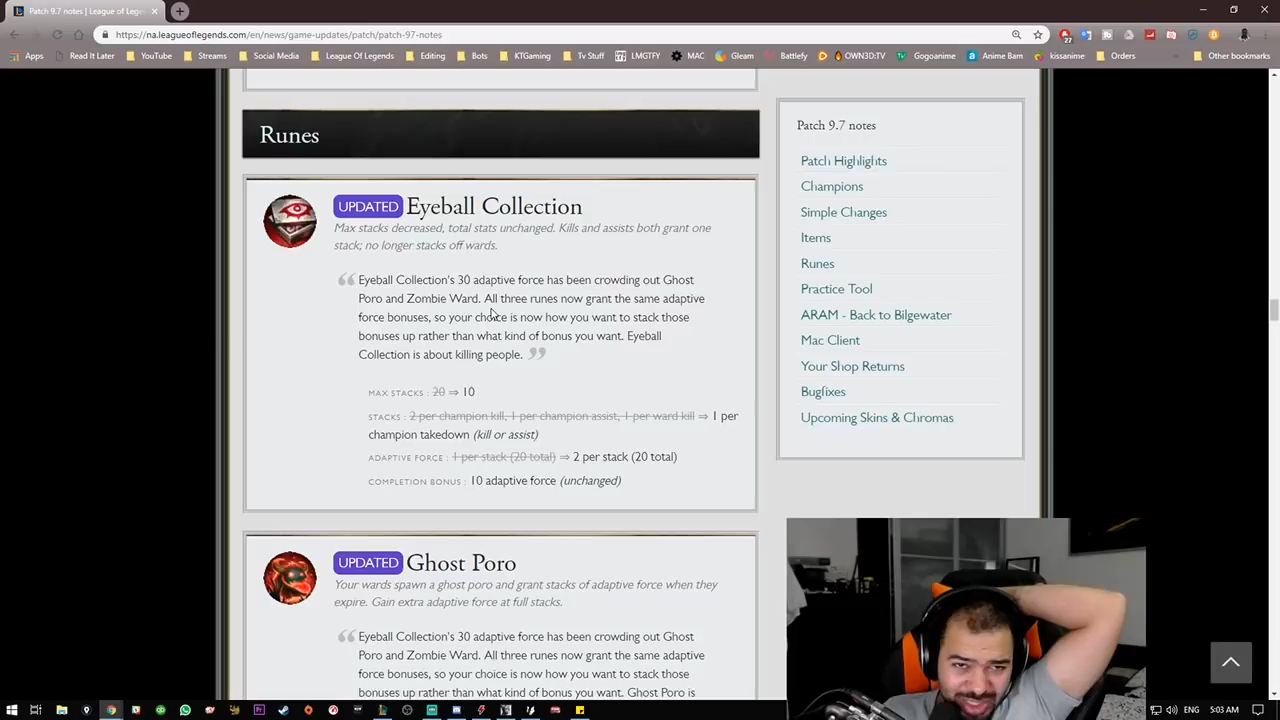 Patch 9.7 notes | League of Lege
https://na.leagueoflegends.com/en/news/game-updates/patch/patch-97-notes
Apps Read It Later YouTube Streams Social Media League Of Legends Editing Bots KTGaming Tv Stuff LMGTFY MAC Gleam Battlefy OWN3D:TV Gogoanime Anime Bam kissanime Orders Other bookmarks
Runes
UPDATED Eyeball Collection
Max stacks decreased, total stats unchanged. Kills and assists both grant one
stack; no longer stacks off wards.
Eyeball Collection's 30 adaptive force has been crowding out Ghost
Poro and Zombie Ward. All three runes now grant the same adaptive
force bonuses, so your choice is now how you want to stack those
bonuses up rather than what kind of bonus you want. Eyeball
Collection is about killing people.
MAX STACKS : 20 ⇒ 10
STACKS : 2 per champion kill, 1 per champion assist, 1 per ward kill ⇒ 1 per
champion takedown (kill or assist)
ADAPTIVE FORCE : 1 per stack (20 total) ⇒ 2 per stack (20 total)
COMPLETION BONUS : 10 adaptive force (unchanged)
UPDATED Ghost Poro
Your wards spawn a ghost poro and grant stacks of adaptive force when they
expire. Gain extra adaptive force at full stacks.
Eyeball Collection's 30 adaptive force has been crowding out Ghost
Poro and Zombie Ward. All three runes now grant the same adaptive
force bonuses, so your choice is now how you want to stack those
bonuses up rather than what kind of bonus you want. Ghost Poro is
Patch 9.7 notes
Patch Highlights
Champions
Simple Changes
Items
Runes
Practice Tool
ARAM - Back to Bilgewater
Mac Client
Your Shop Returns
Bugfixes
Upcoming Skins & Chromas
ENG 5:03 AM